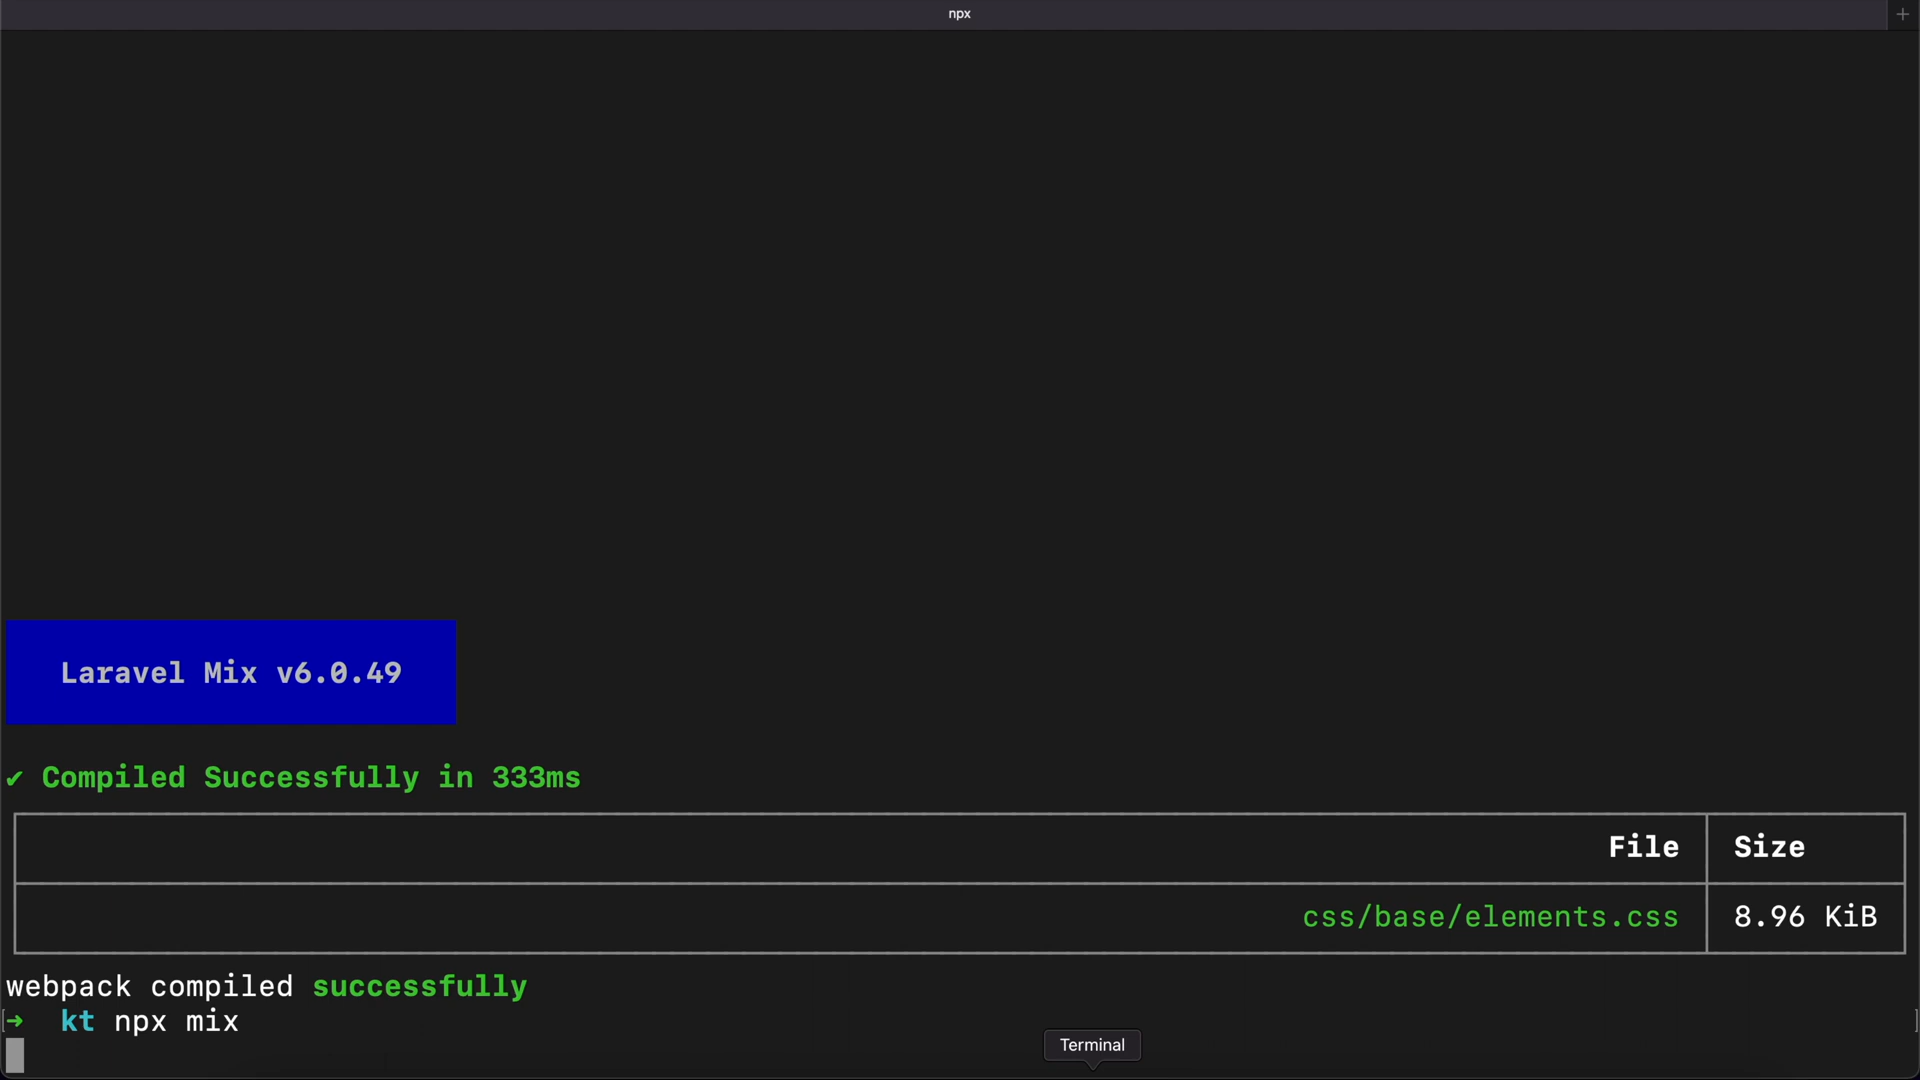 npx
Laravel Mix v6.0.49
✔ Compiled Successfully in 333ms
File Size
css/base/elements.css 8.96 KiB
webpack compiled successfully
[➜ kt npx mix ]
Terminal